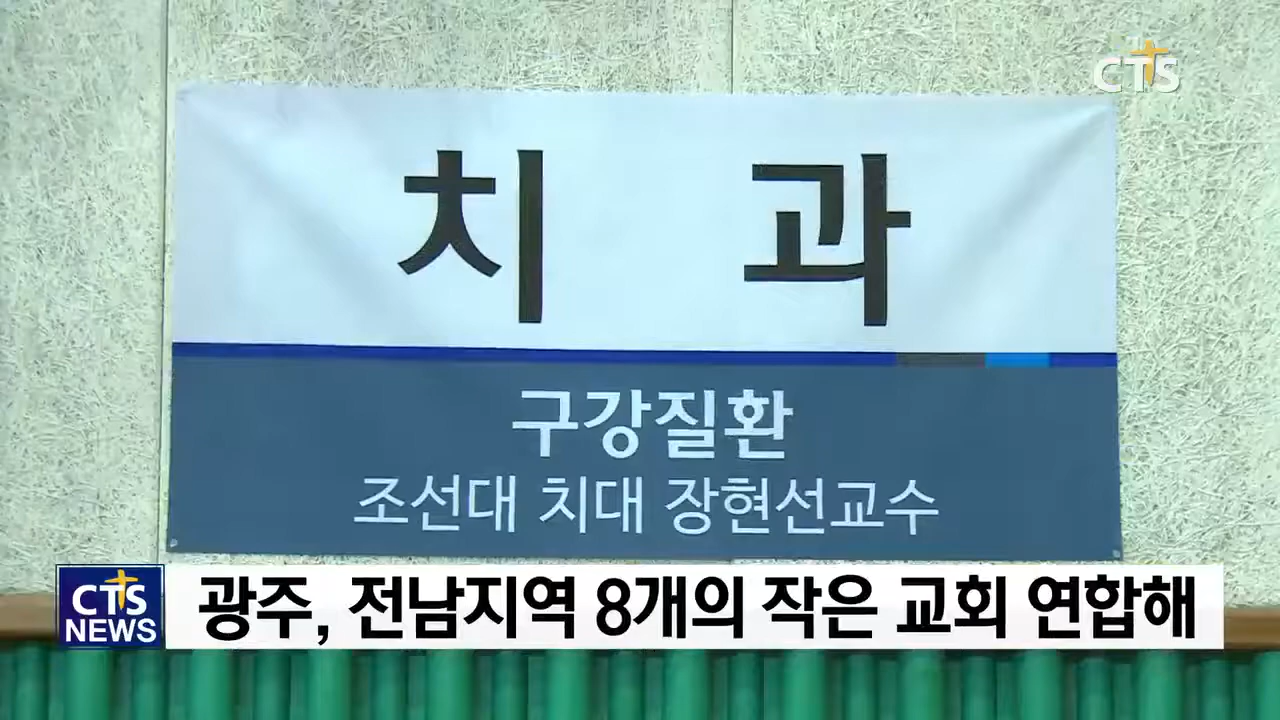 CTS
치 과
구강질환
조선대 치대 장현선교수
CTS NEWS
광주, 전남지역 8개의 작은 교회 연합해